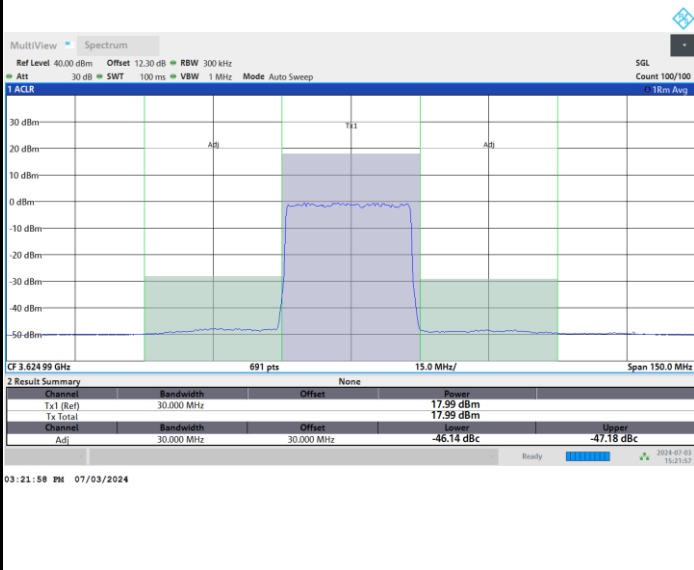 MultiView Spectrum
Ref Level 40.00 dBm Offset 12.30 dB RBW 300 kHz SGL
Att 30 dB SWT 100 ms VBW 1 MHz Mode Auto Sweep Count 100/100
1 ACLR 1Rm Avg
30 dBm
Tx1
20 dBm
Adj Adj
10 dBm
0 dBm
-10 dBm
-20 dBm
-30 dBm
-40 dBm
-50 dBm
CF 3.62499 GHz 691 pts 15.0 MHz/ Span 150.0 MHz
2 Result Summary None
Channel Bandwidth Offset Power
Tx1 (Ref) 30.000 MHz 17.99 dBm
Tx Total 17.99 dBm
Channel Bandwidth Offset Lower Upper
Adj 30.000 MHz 30.000 MHz -46.14 dBc -47.18 dBc
Ready 2024-07-03
15:21:57
03:21:58 PM 07/03/2024